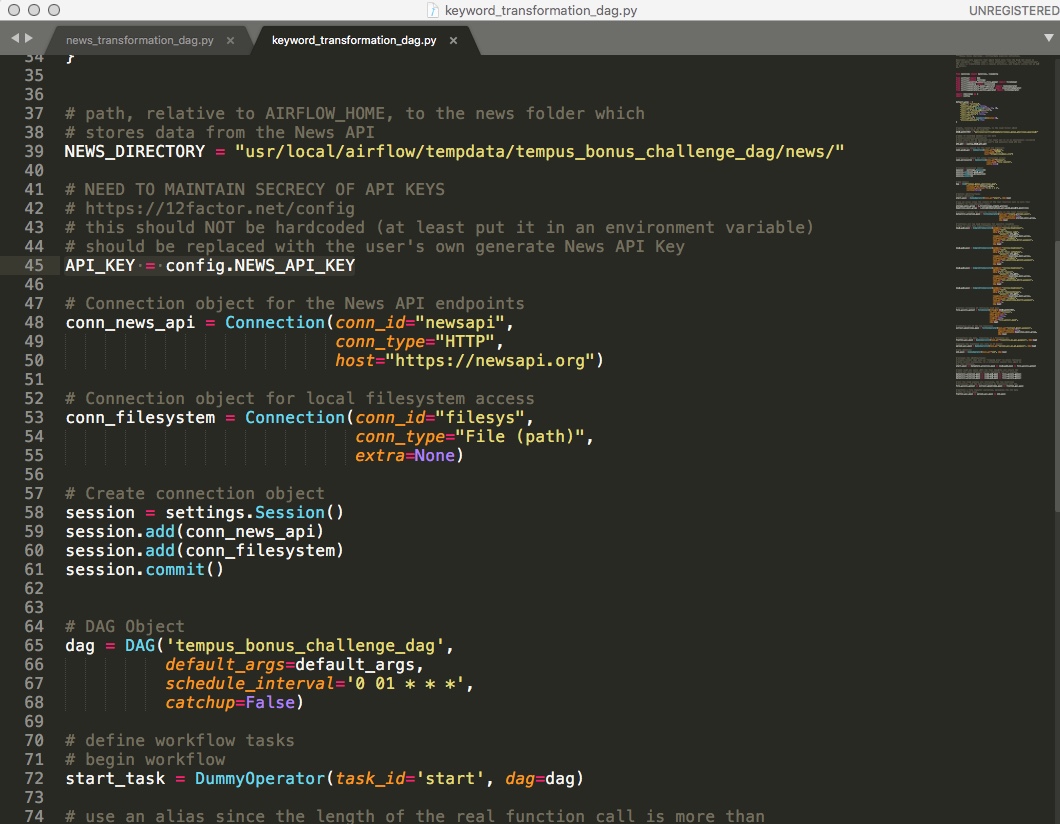 keyword_transformation_dag.py
UNREGISTERED
news_transformation_dag.py ×
keyword_transformation_dag.py ×
34 }
35
36
37 # path, relative to AIRFLOW_HOME, to the news folder which
38 # stores data from the News API
39 NEWS_DIRECTORY = "usr/local/airflow/tempdata/tempus_bonus_challenge_dag/news/"
40
41 # NEED TO MAINTAIN SECRECY OF API KEYS
42 # https://12factor.net/config
43 # this should NOT be hardcoded (at least put it in an environment variable)
44 # should be replaced with the user's own generate News API Key
45 API_KEY = config.NEWS_API_KEY
46
47 # Connection object for the News API endpoints
48 conn_news_api = Connection(conn_id="newsapi",
49 conn_type="HTTP",
50 host="https://newsapi.org")
51
52 # Connection object for local filesystem access
53 conn_filesystem = Connection(conn_id="filesys",
54 conn_type="File (path)",
55 extra=None)
56
57 # Create connection object
58 session = settings.Session()
59 session.add(conn_news_api)
60 session.add(conn_filesystem)
61 session.commit()
62
63
64 # DAG Object
65 dag = DAG('tempus_bonus_challenge_dag',
66 default_args=default_args,
67 schedule_interval='0 01 * * *',
68 catchup=False)
69
70 # define workflow tasks
71 # begin workflow
72 start_task = DummyOperator(task_id='start', dag=dag)
73
74 # use an alias since the length of the real function call is more than